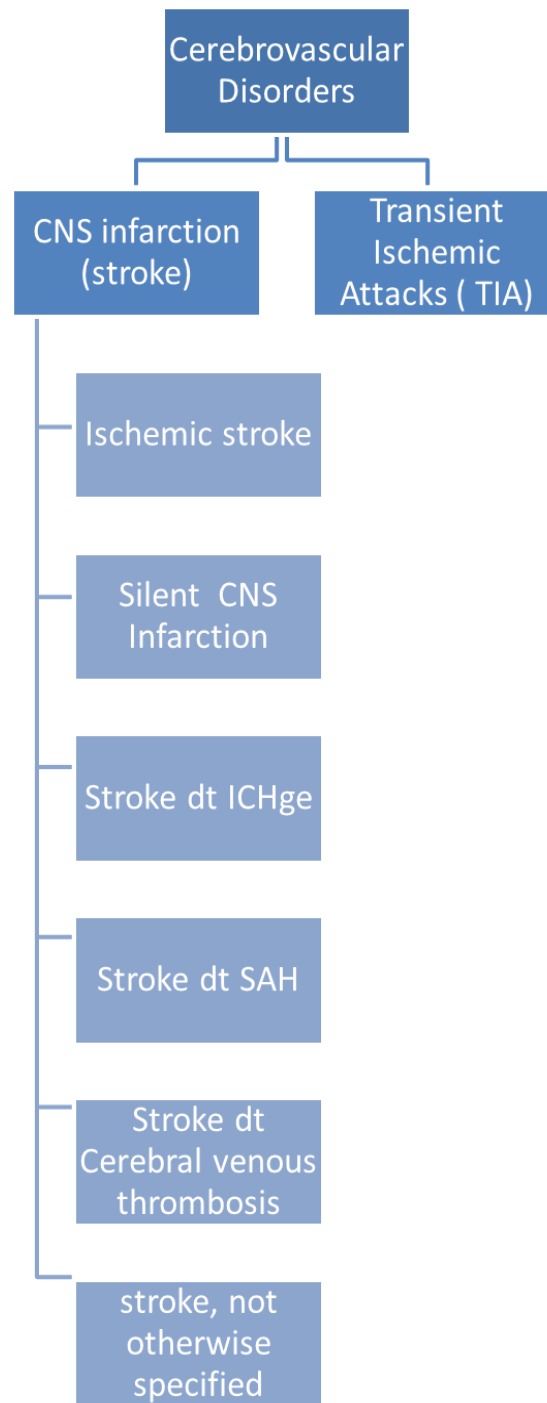 Cerebrovascular
Disorders
CNS infarction
(stroke)
Transient
Ischemic
Attacks ( TIA)
Ischemic stroke
Silent  CNS
Infarction
Stroke dt ICHge
Stroke dt SAH
Stroke dt
Cerebral venous
thrombosis
stroke, not
otherwise
specified